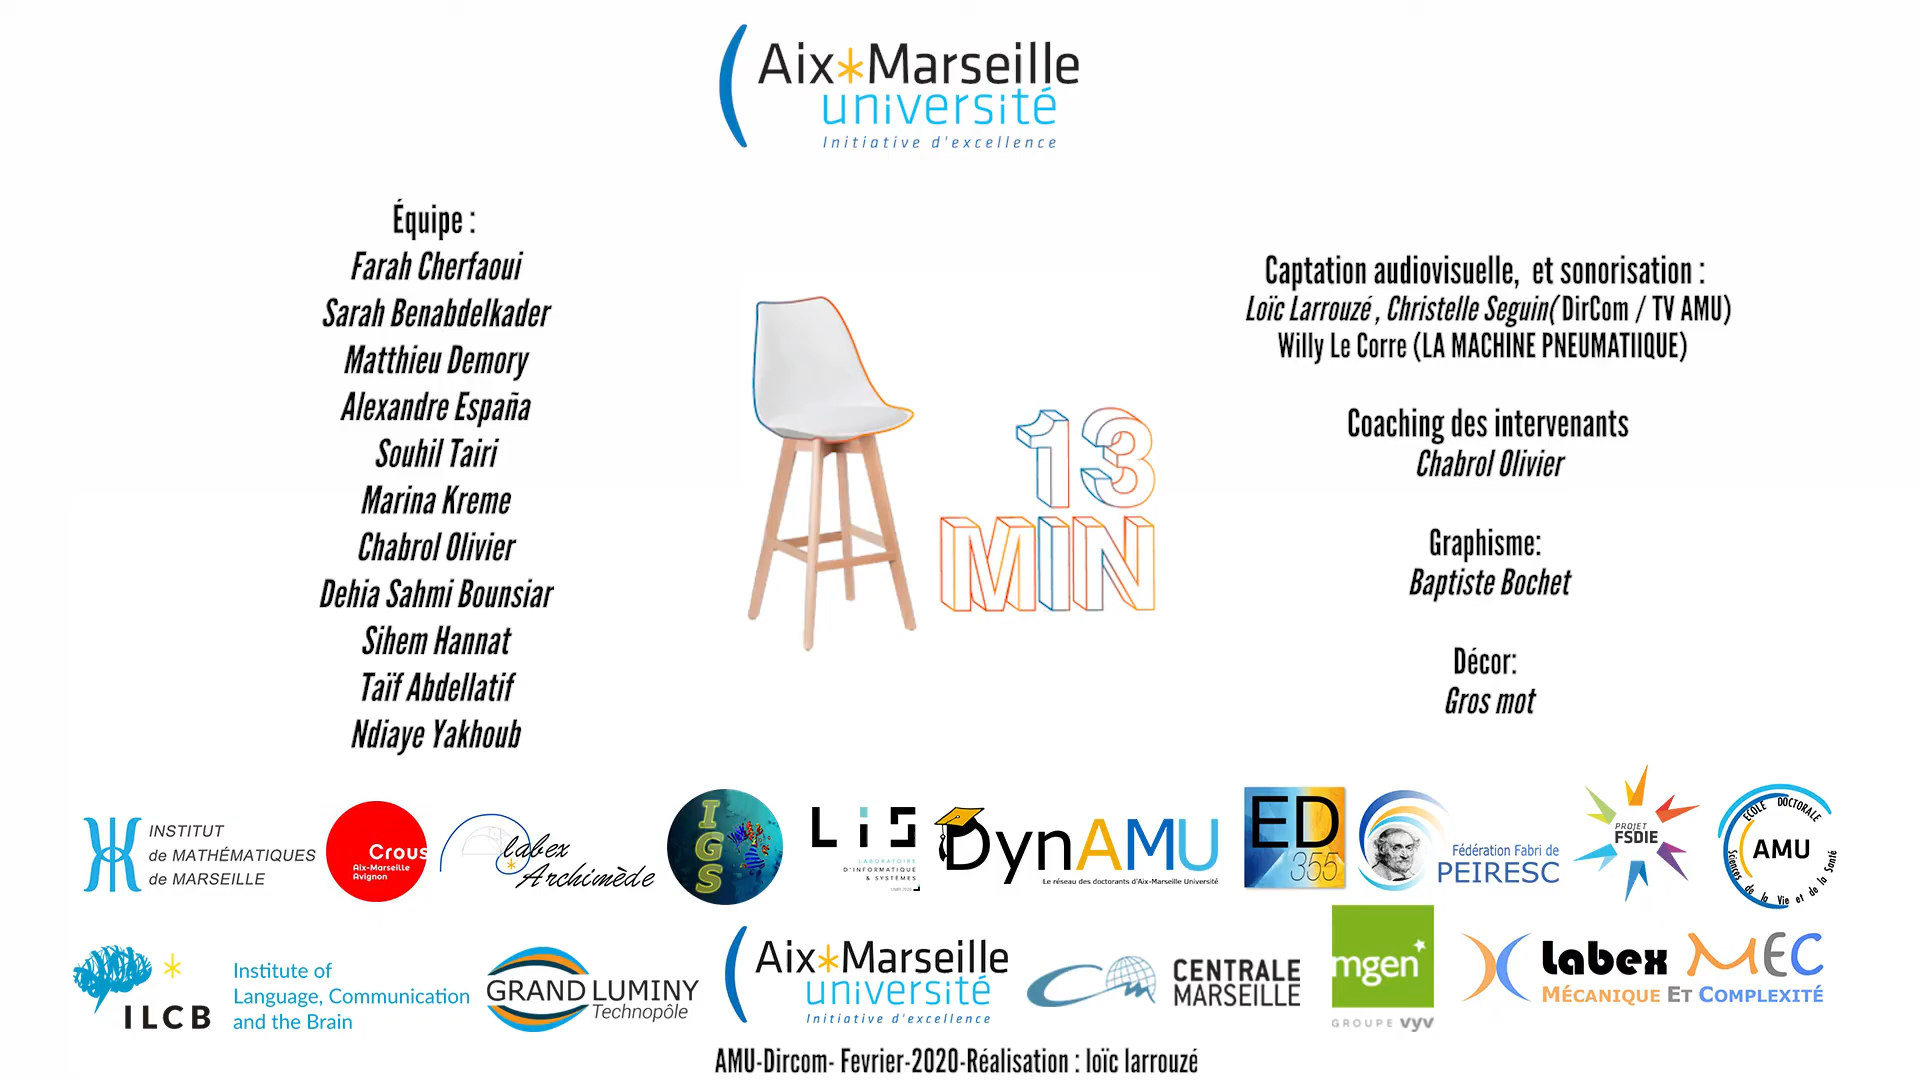 Aix*Marseille
université
Initiative d'excellence
Équipe :
Farah Cherfaoui
Sarah Benabdelkader
Matthieu Demory
Alexandre España
Souhil Tairi
Marina Kreme
Chabrol Olivier
Dehia Sahmi Bounsiar
Sihem Hannat
Taïf Abdellatif
Ndiaye Yakhoub
13
MIN
Captation audiovisuelle, et sonorisation :
Loïc Larrouzé , Christelle Seguin( DirCom / TV AMU)
Willy Le Corre (LA MACHINE PNEUMATIIQUE)
Coaching des intervenants
Chabrol Olivier
Graphisme:
Baptiste Bochet
Décor:
Gros mot
INSTITUT
de MATHÉMATIQUES
de MARSEILLE
Crous
Aix-Marseille
Avignon
labex
Archimède
IGS
LiS
LABORATOIRE
D'INFORMATIQUE
& SYSTÈMES
DynAMU
Le réseau des doctorants d'Aix-Marseille Université
ED
355
Fédération Fabri de
PEIRESC
PROJET
FSDIE
ECOLE DOCTORALE
AMU
Sciences de la Vie et de la Santé
ILCB
Institute of
Language, Communication
and the Brain
GRAND LUMINY
Technopôle
Aix*Marseille
université
Initiative d'excellence
CENTRALE
MARSEILLE
mgen*
GROUPE vyv
Labex MEC
MÉCANIQUE ET COMPLEXITÉ
AMU-Dircom- Fevrier-2020-Réalisation : loïc larrouzé